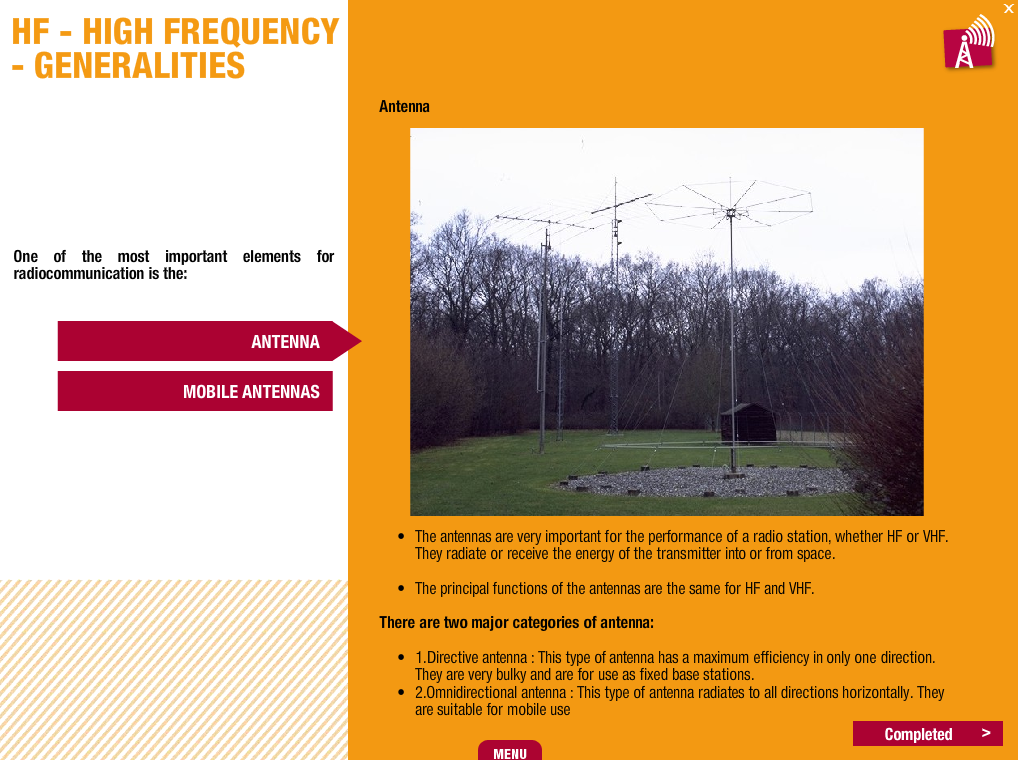 HF - HIGH FREQUENCY
- GENERALITIES
X
One of the most important elements for
radiocommunication is the:
ANTENNA
MOBILE ANTENNAS
Antenna
• The antennas are very important for the performance of a radio station, whether HF or VHF.
They radiate or receive the energy of the transmitter into or from space.
• The principal functions of the antennas are the same for HF and VHF.
There are two major categories of antenna:
• 1.Directive antenna : This type of antenna has a maximum efficiency in only one direction.
They are very bulky and are for use as fixed base stations.
• 2.Omnidirectional antenna : This type of antenna radiates to all directions horizontally. They
are suitable for mobile use
Completed >
MENU